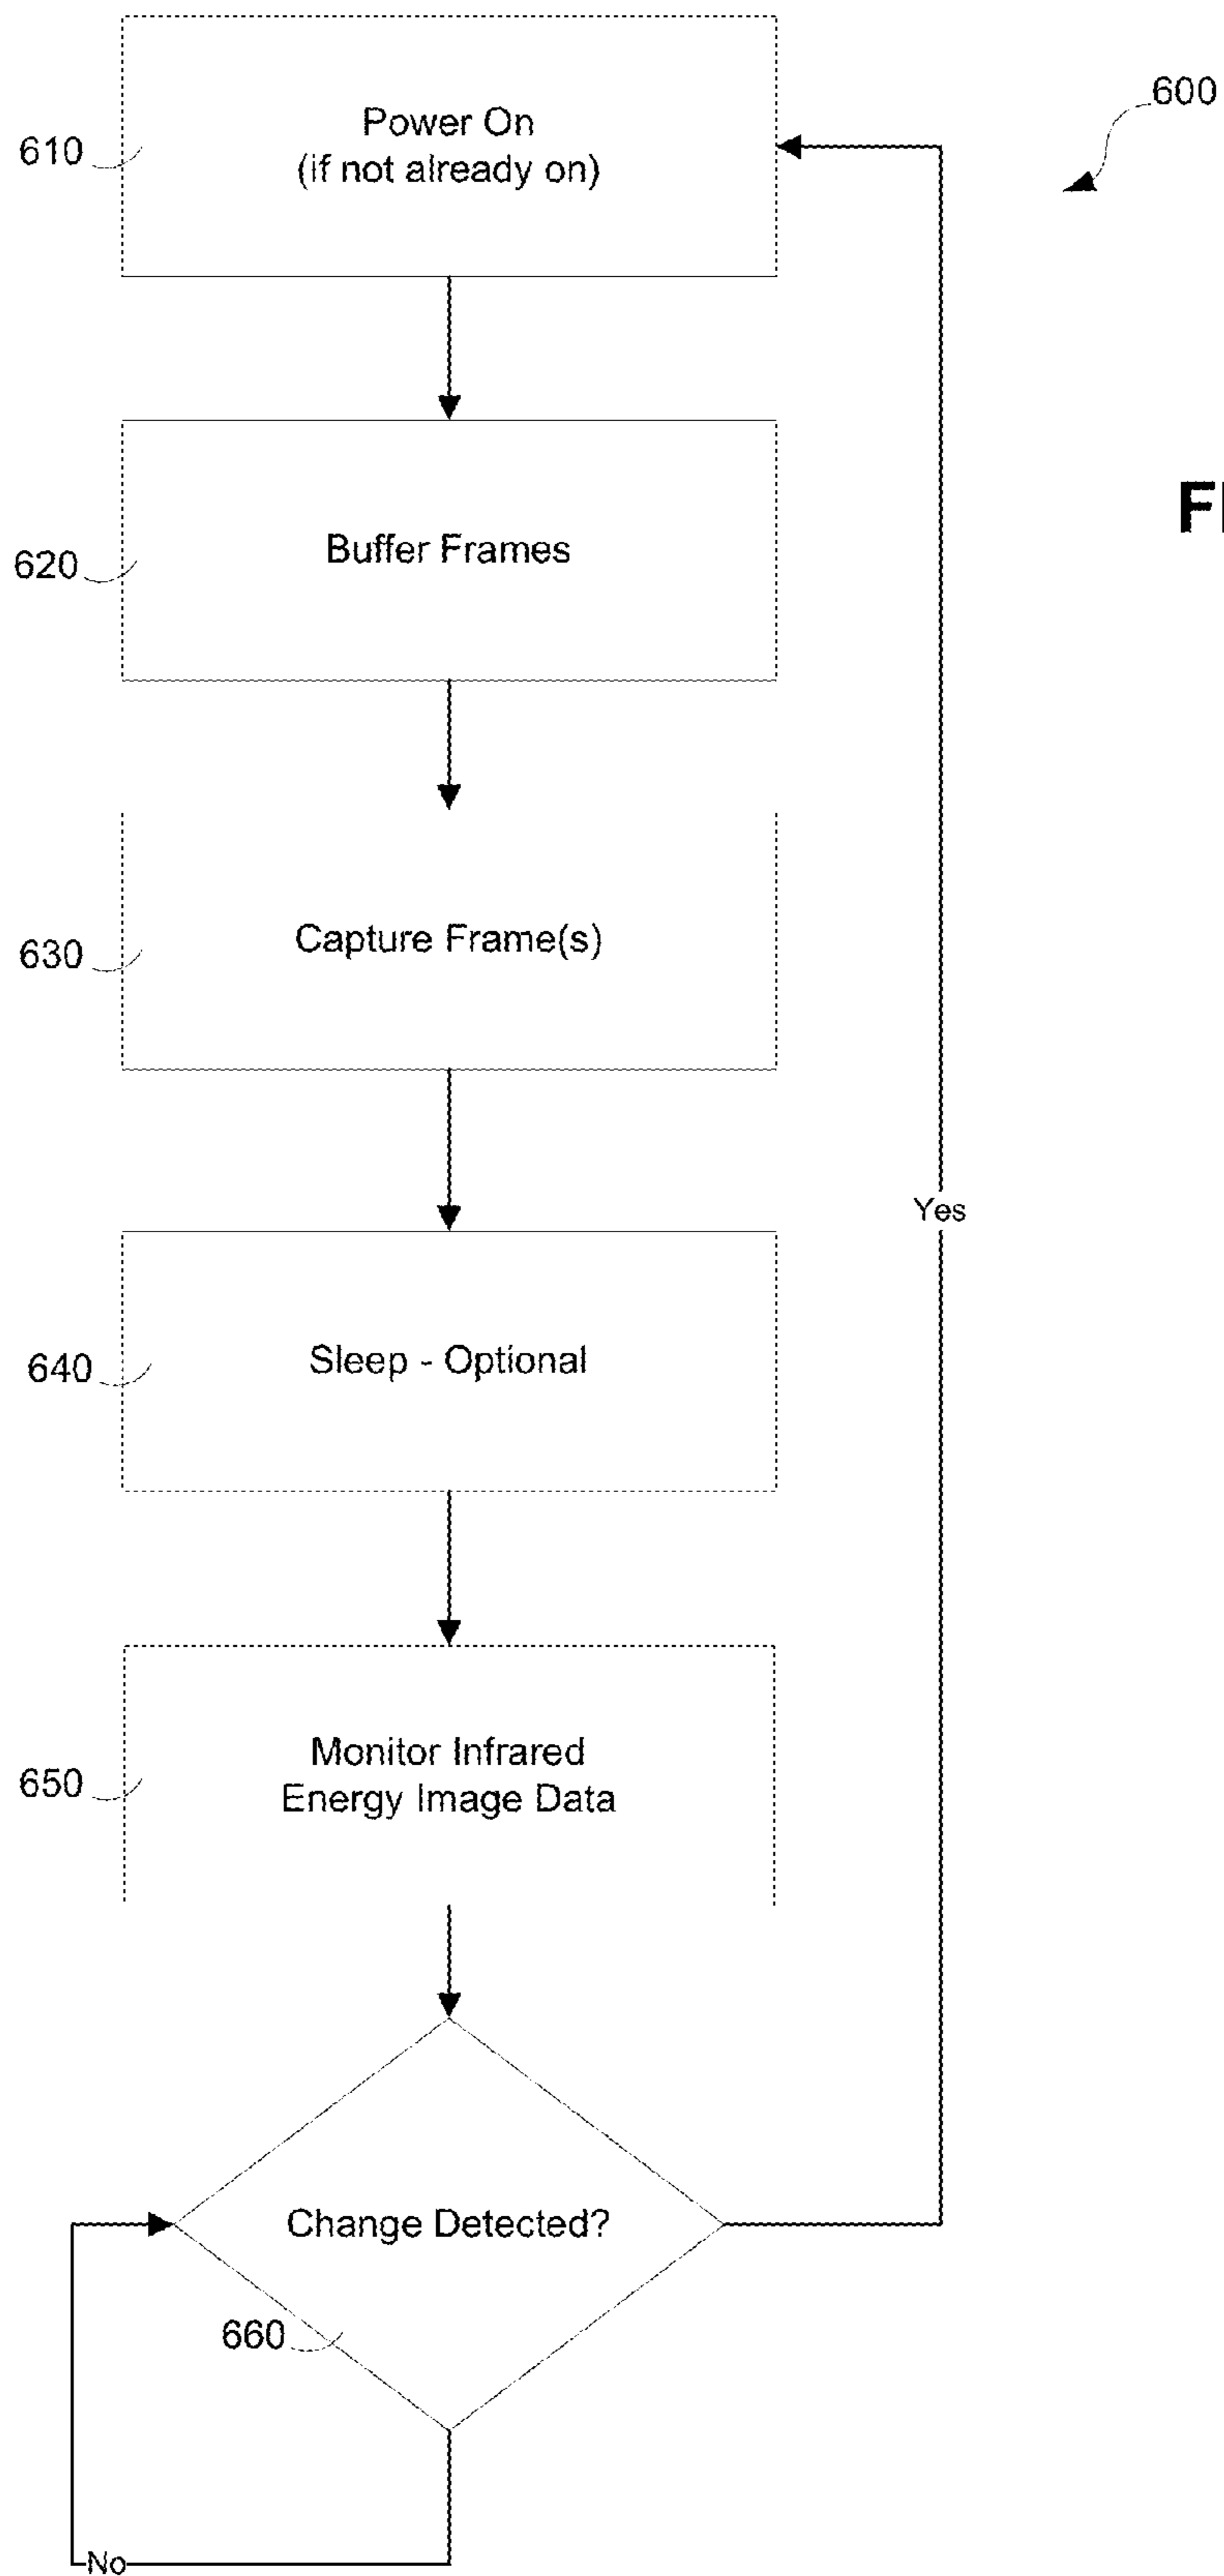 600
610
Power On
(if not already on)
620
Buffer Frames
630
Capture Frame(s)
640
Sleep - Optional
Yes
650
Monitor Infrared
Energy Image Data
Change Detected?
660
No